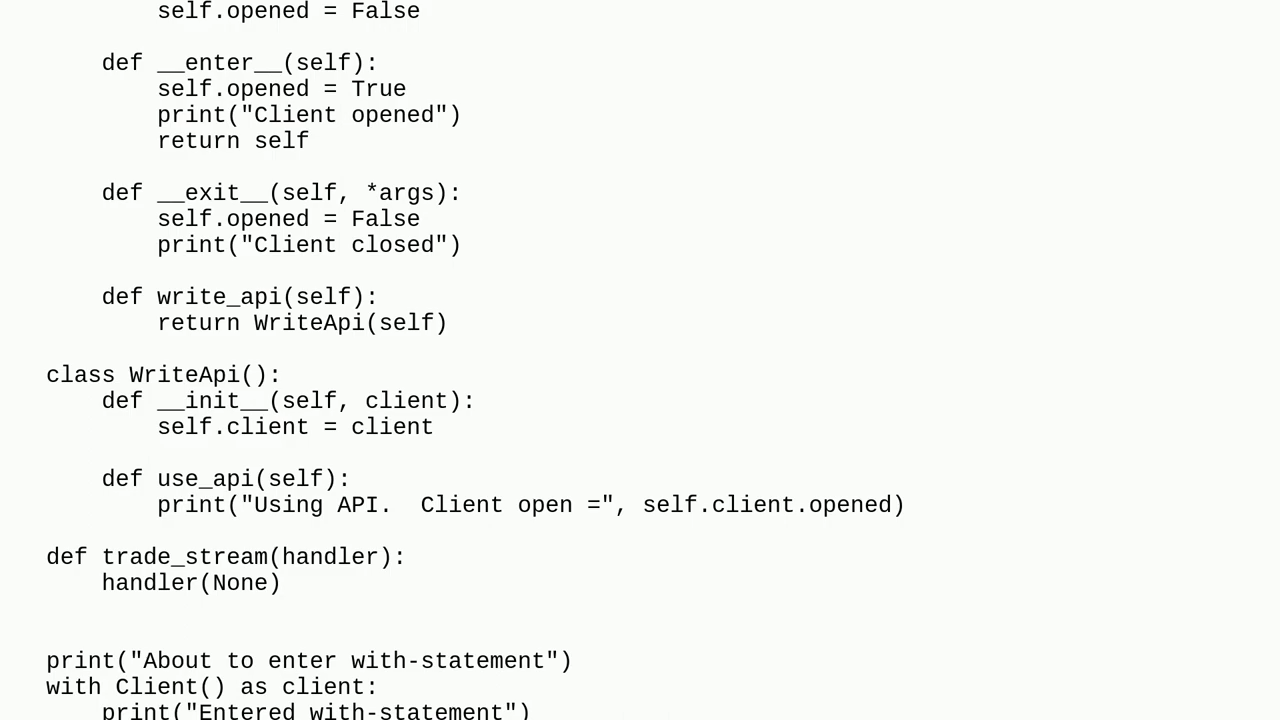 self.opened = False

    def __enter__(self):
        self.opened = True
        print("Client opened")
        return self

    def __exit__(self, *args):
        self.opened = False
        print("Client closed")

    def write_api(self):
        return WriteApi(self)

class WriteApi():
    def __init__(self, client):
        self.client = client

    def use_api(self):
        print("Using API.  Client open =", self.client.opened)

def trade_stream(handler):
    handler(None)


print("About to enter with-statement")
with Client() as client:
    print("Entered with-statement")